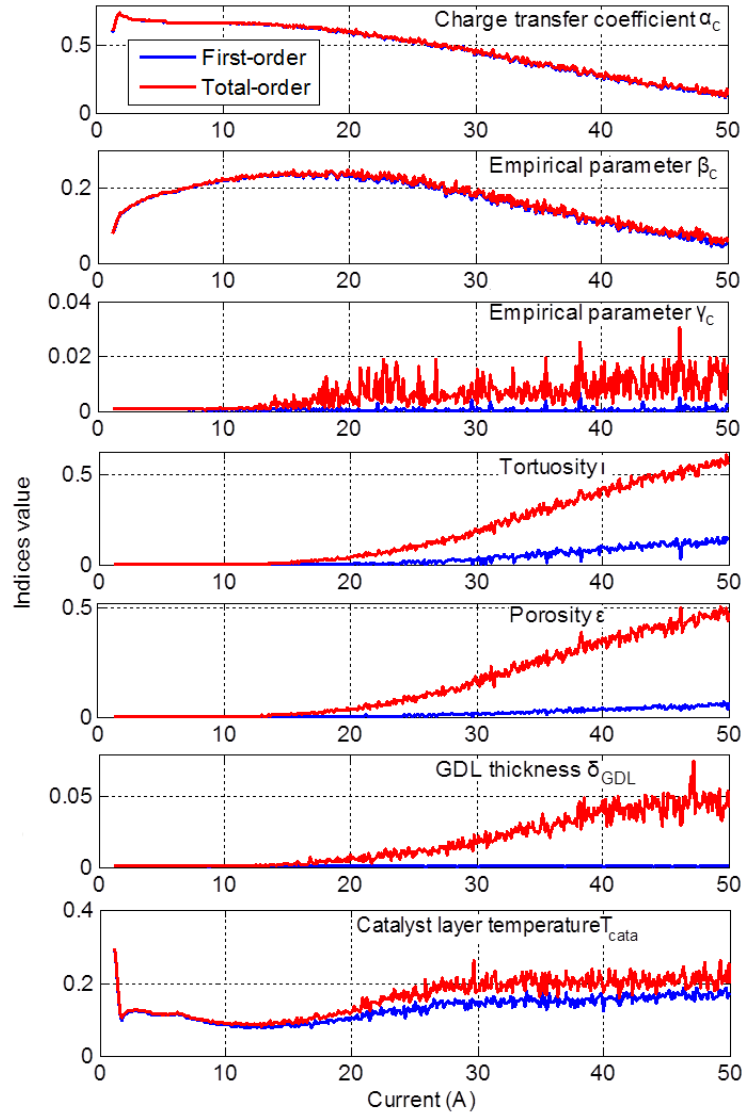 Charge transfer coefficient αC
0.5
First-order
Total-order
0
0 10 20 30 40 50
Empirical parameter βC
0.2
0
0 10 20 30 40 50
0.04
Empirical parameter γC
0.02
0
0 10 20 30 40 50
Tortuosity ı
0.5
0
0 10 20 30 40 50
Indices value
0.5
Porosity ε
0
0 10 20 30 40 50
GDL thickness δGDL
0.05
0
0 10 20 30 40 50
0.4
Catalyst layer temperature Tcata
0.2
0
0 10 20 30 40 50
Current (A)